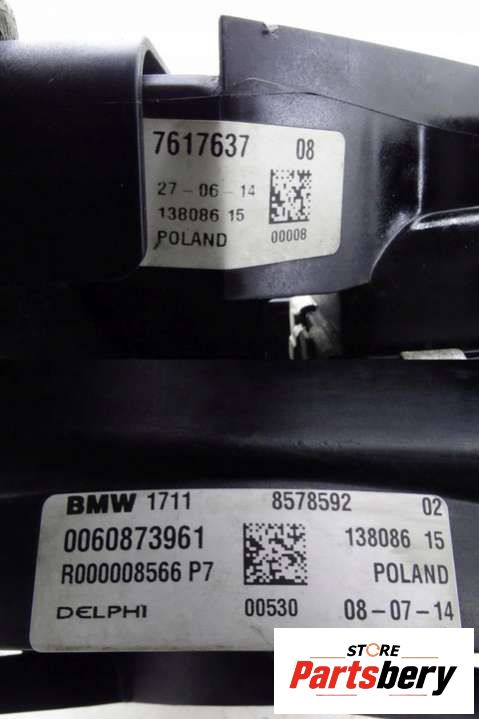 7617637 08
27-06-14
138086 15
POLAND 00008
BMW 1711 8578592 02
0060873961 138086 15
R000008566 P7 POLAND
DELPHI 00530 08-07-14
STORE
Partsbery